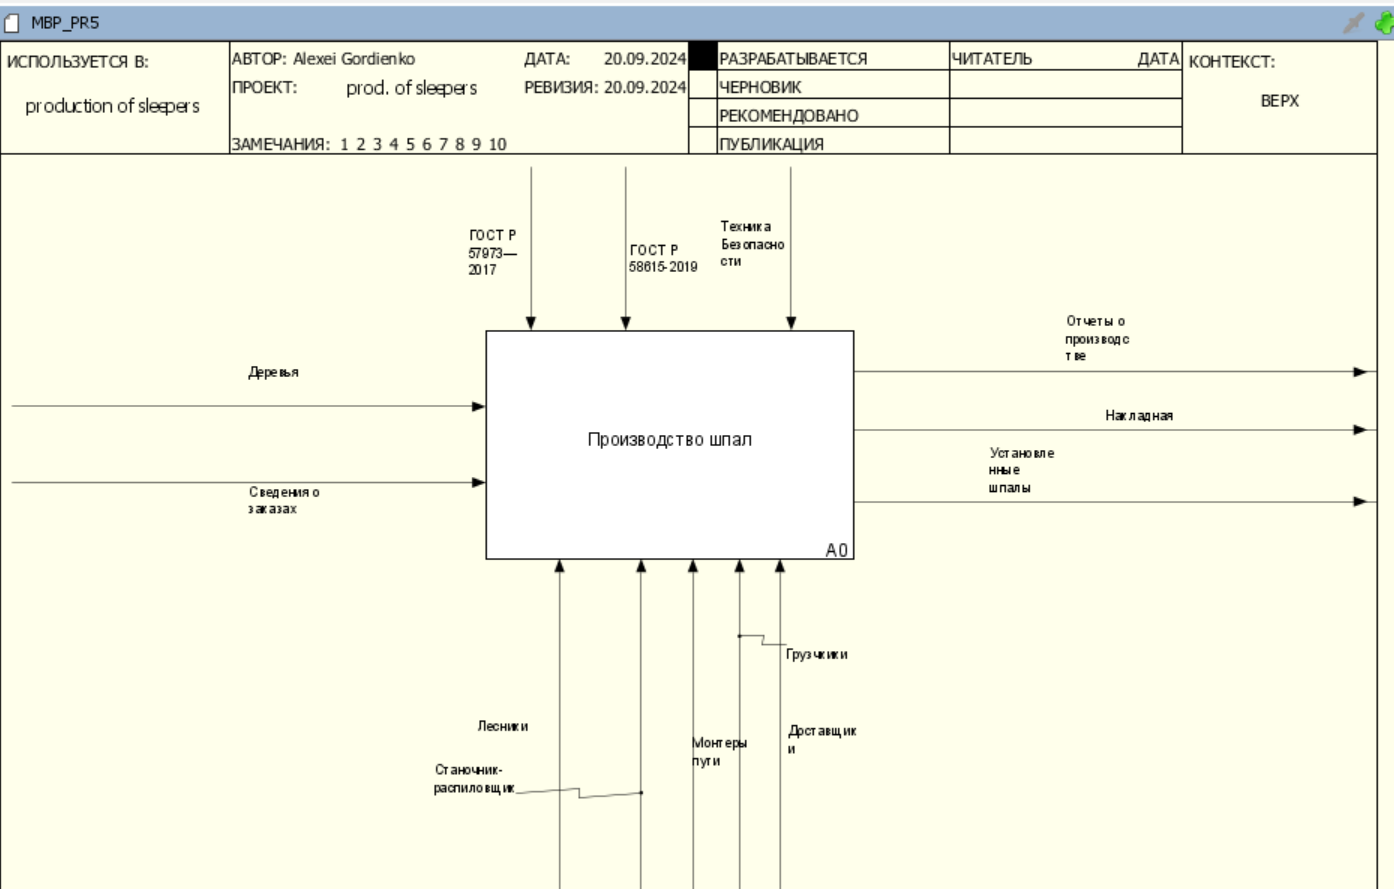 MBP_PR5
ИСПОЛЬЗУЕТСЯ В:
production of sleepers
АВТОР: Alexei Gordienko
ДАТА: 20.09.2024
ПРОЕКТ: prod. of sleepers
РЕВИЗИЯ: 20.09.2024
ЗАМЕЧАНИЯ: 1 2 3 4 5 6 7 8 9 10
РАЗРАБАТЫВАЕТСЯ
ЧЕРНОВИК
РЕКОМЕНДОВАНО
ПУБЛИКАЦИЯ
ЧИТАТЕЛЬ ДАТА
КОНТЕКСТ:
ВЕРХ
ГОСТ Р
57973—
2017
ГОСТ Р
58615-2019
Техника
Безопасно
сти
Деревья
Сведения о
заказах
Производство шпал
A0
Отчеты о
производс
тве
Накладная
Установле
нные
шпалы
Грузчкики
Лесники
Доставщик
и
Монтеры
пути
Станочник-
распиловщик